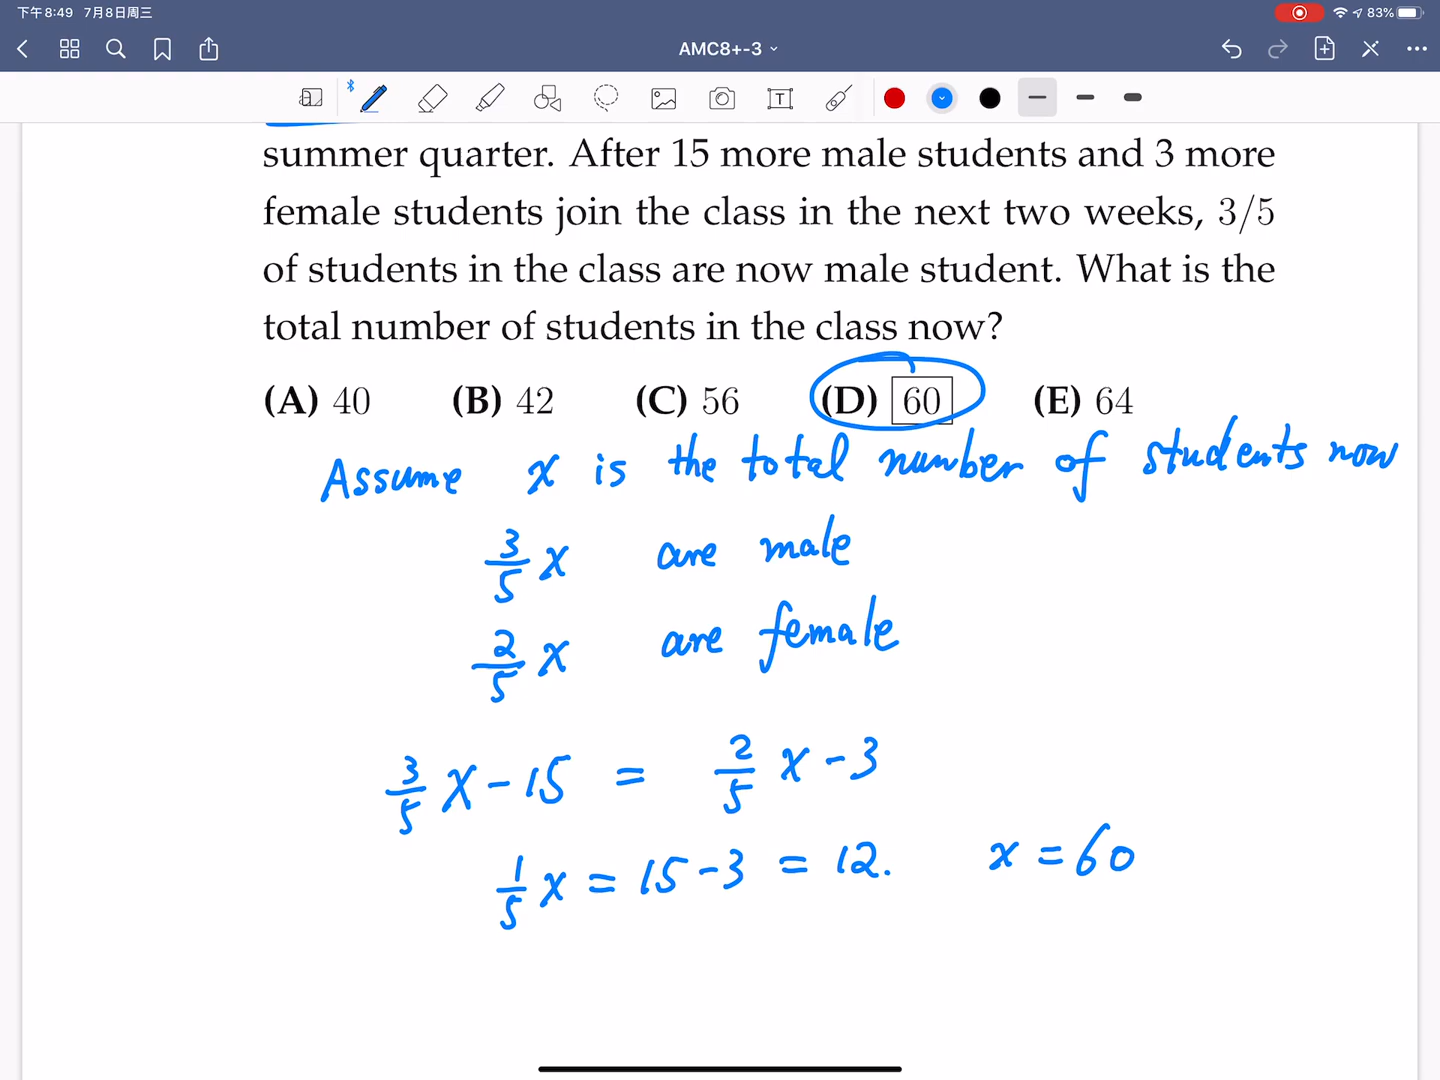 下午8:49 7月8日周三
83%
AMC8+-3
summer quarter. After 15 more male students and 3 more
female students join the class in the next two weeks, 3/5
of students in the class are now male student. What is the
total number of students in the class now?
(A) 40 (B) 42 (C) 56 (D) 60 (E) 64
Assume x is the total number of students now
3/5 x are male
2/5 x are female
3/5 x - 15 = 2/5 x - 3
1/5 x = 15 - 3 = 12. x = 60